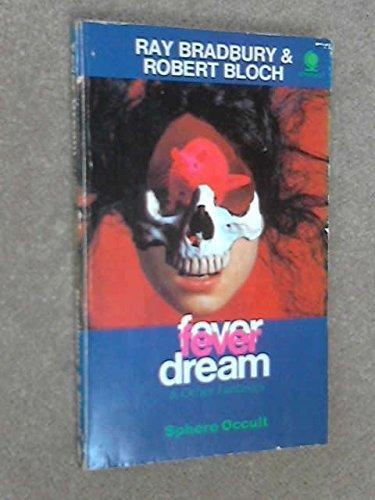 RAY BRADBURY &
ROBERT BLOCH
fever
dream
& Other Fantasies
Sphere Occult